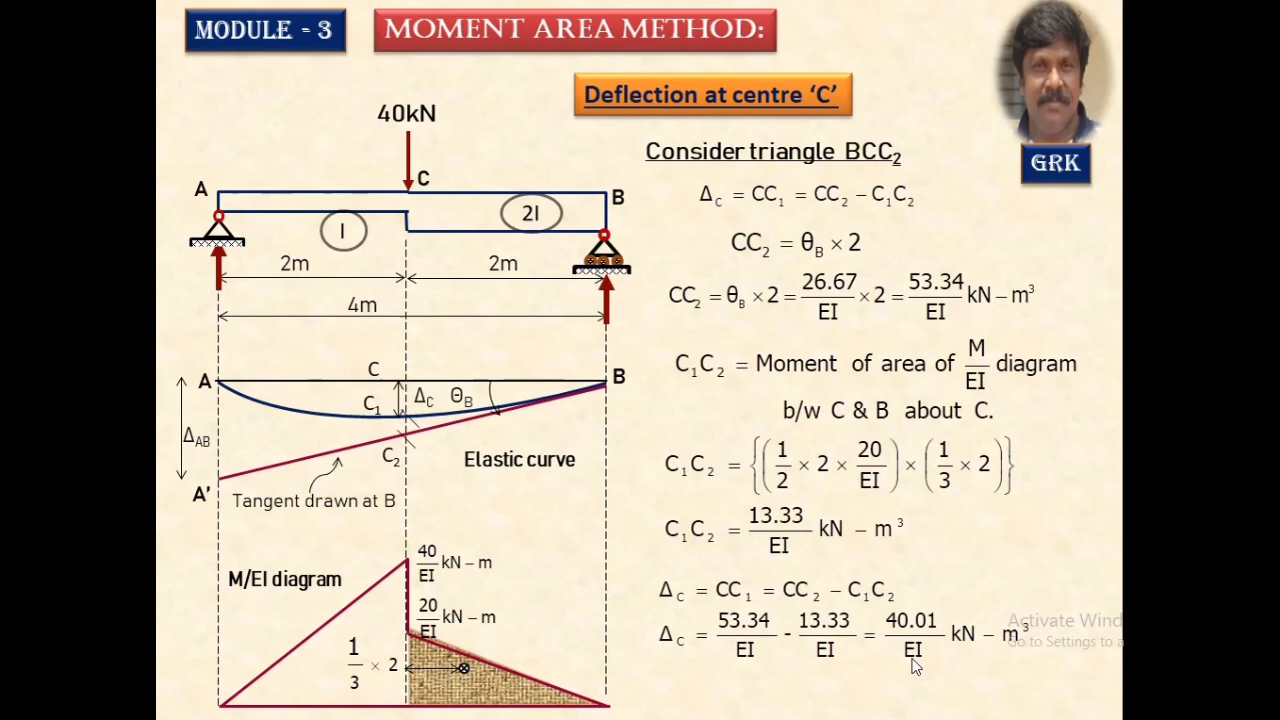 MODULE - 3
MOMENT AREA METHOD:
Deflection at centre ‘C’
GRK
40kN
A
C
B
I
2I
2m
2m
4m
A
C
B
C₁
Δ_C
θ_B
Δ_AB
C₂
Elastic curve
A’
Tangent drawn at B
M/EI diagram
40/EI kN – m
20/EI kN – m
1/3 × 2
Consider triangle BCC₂
Δ_C = CC₁ = CC₂ – C₁C₂
CC₂ = θ_B × 2
CC₂ = θ_B × 2 = 26.67/EI × 2 = 53.34/EI kN – m³
C₁C₂ = Moment of area of M/EI diagram
b/w C & B about C.
C₁C₂ = {(1/2 × 2 × 20/EI) × (1/3 × 2)}
C₁C₂ = 13.33/EI kN – m³
Δ_C = CC₁ = CC₂ – C₁C₂
Δ_C = 53.34/EI - 13.33/EI = 40.01/EI kN – m³
Activate Wind
Go to Settings to a